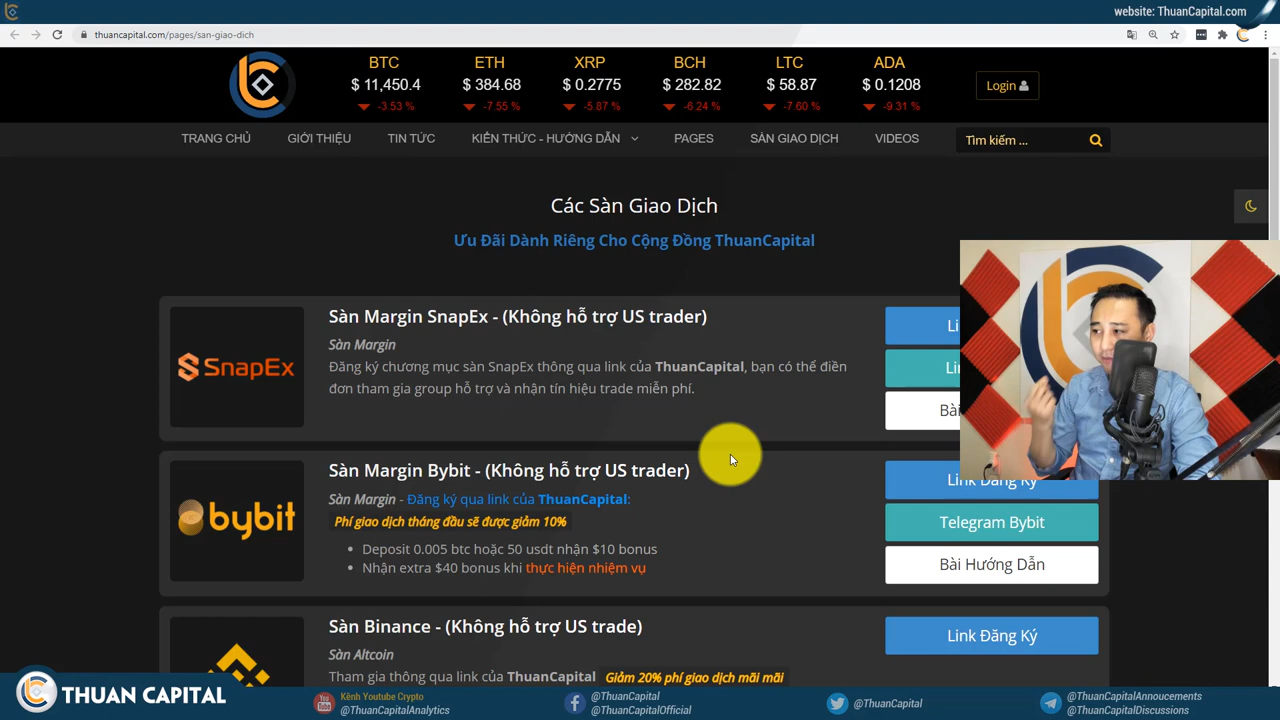 website: ThuanCapital.com
thuancapital.com/pages/san-giao-dich
BTC
$ 11,450.4
-3.53 %
ETH
$ 384.68
-7.55 %
XRP
$ 0.2775
-5.87 %
BCH
$ 282.82
-6.24 %
LTC
$ 58.87
-7.60 %
ADA
$ 0.1208
-9.31 %
Login
TRANG CHỦ
GIỚI THIỆU
TIN TỨC
KIẾN THỨC - HƯỚNG DẪN
PAGES
SÀN GIAO DỊCH
VIDEOS
Tìm kiếm ...
Các Sàn Giao Dịch
Ưu Đãi Dành Riêng Cho Cộng Đồng ThuanCapital
SnapEx
Sàn Margin SnapEx - (Không hỗ trợ US trader)
Sàn Margin
Đăng ký chương mục sàn SnapEx thông qua link của ThuanCapital, bạn có thể điền
đơn tham gia group hỗ trợ và nhận tín hiệu trade miễn phí.
Li
Li
Bài
bybit
Sàn Margin Bybit - (Không hỗ trợ US trader)
Sàn Margin - Đăng ký qua link của ThuanCapital:
Phí giao dịch tháng đầu sẽ được giảm 10%
Deposit 0.005 btc hoặc 50 usdt nhận $10 bonus
Nhận extra $40 bonus khi thực hiện nhiệm vụ
Link Đăng Ký
Telegram Bybit
Bài Hướng Dẫn
Sàn Binance - (Không hỗ trợ US trade)
Sàn Altcoin
Tham gia thông qua link của ThuanCapital Giảm 20% phí giao dịch mãi mãi
Link Đăng Ký
THUAN CAPITAL
Kênh Youtube Crypto
@ThuanCapitalAnalytics
@ThuanCapital
@ThuanCapitalOfficial
@ThuanCapital
@ThuanCapitalAnnoucements
@ThuanCapitalDiscussions